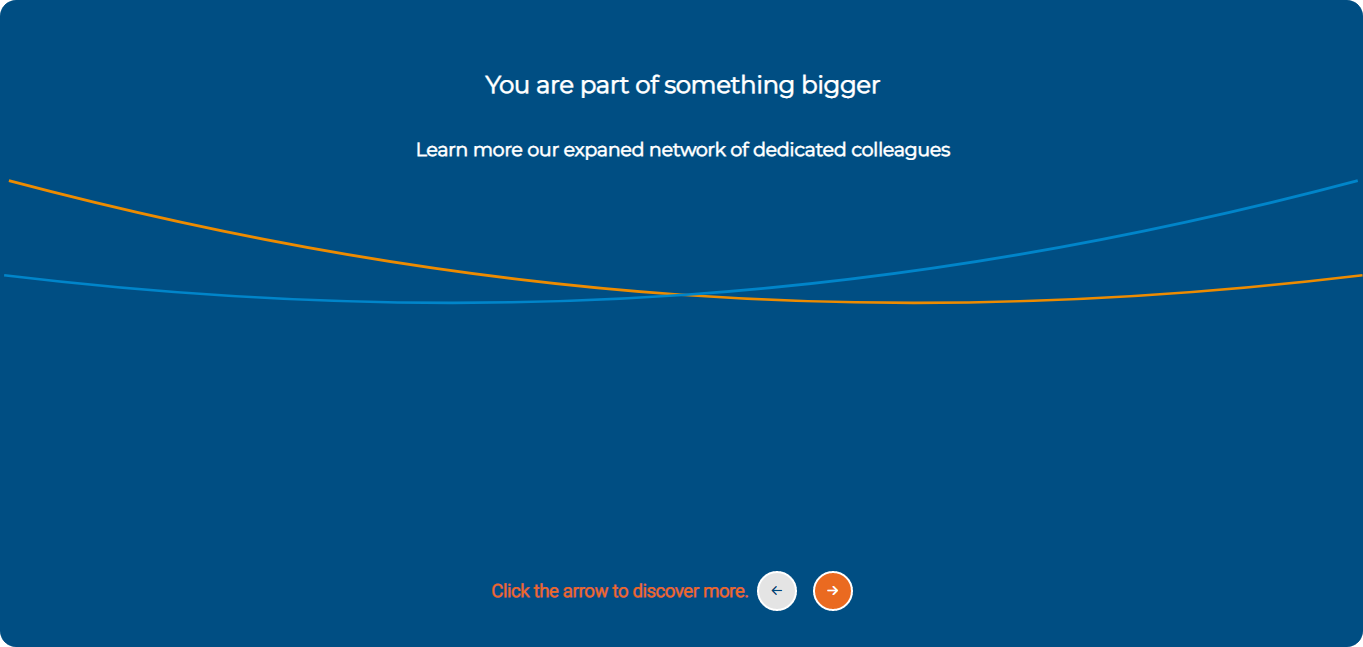 You are part of something bigger
Learn more our expaned network of dedicated colleagues
Click the arrow to discover more.